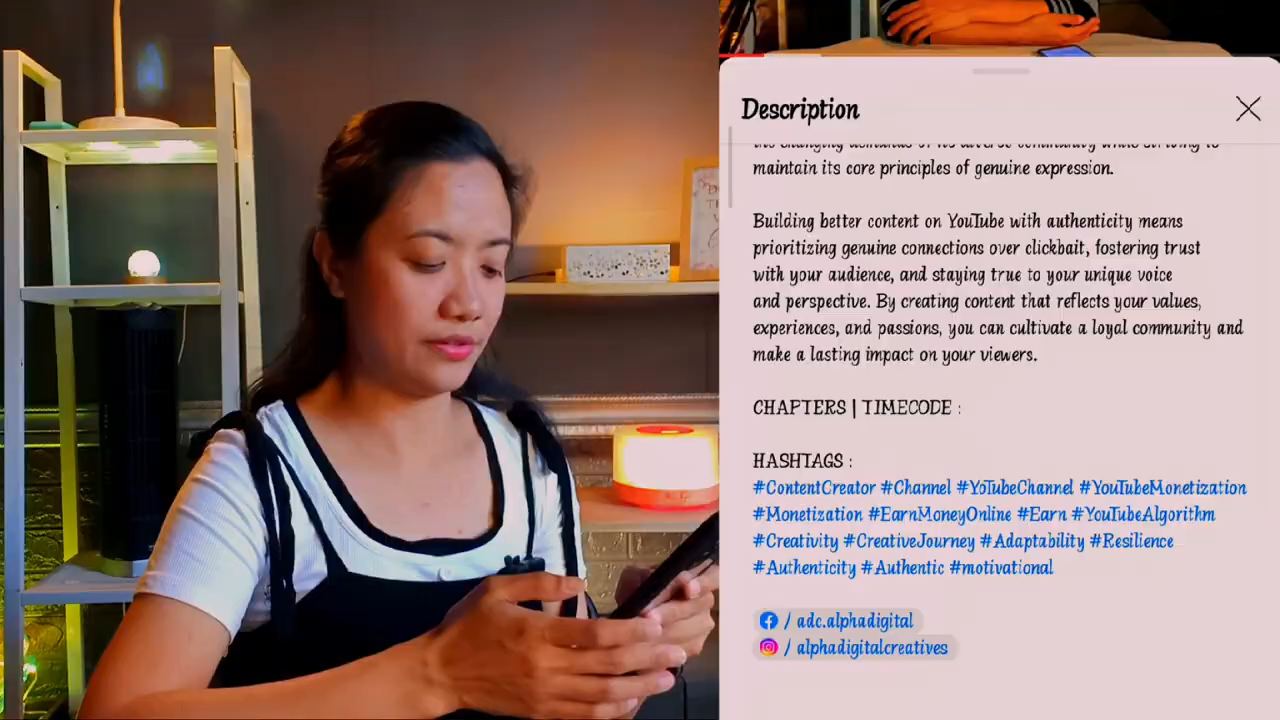 Description
maintain its core principles of genuine expression.
Building better content on YouTube with authenticity means
prioritizing genuine connections over clickbait, fostering trust
with your audience, and staying true to your unique voice
and perspective. By creating content that reflects your values,
experiences, and passions, you can cultivate a loyal community and
make a lasting impact on your viewers.
CHAPTERS | TIMECODE :
HASHTAGS :
#ContentCreator #Channel #YoTubeChannel #YouTubeMonetization
#Monetization #EarnMoneyOnline #Earn #YouTubeAlgorithm
#Creativity #CreativeJourney #Adaptability #Resilience
#Authenticity #Authentic #motivational
/ adc.alphadigital
/ alphadigitalcreatives